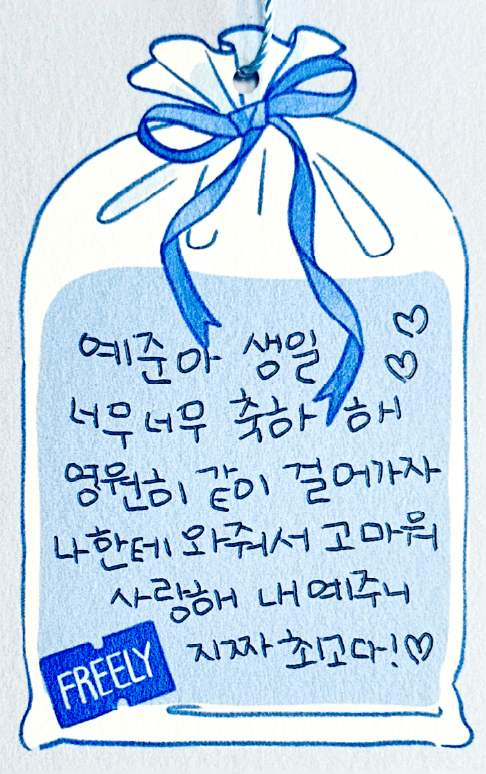 예준아 생일 ♡
♡
너무너무 축하해
영원히 같이 걸어가자
나한테 와줘서 고마워
사랑해 내 예주니
지짜 최고다!♡
FREELY